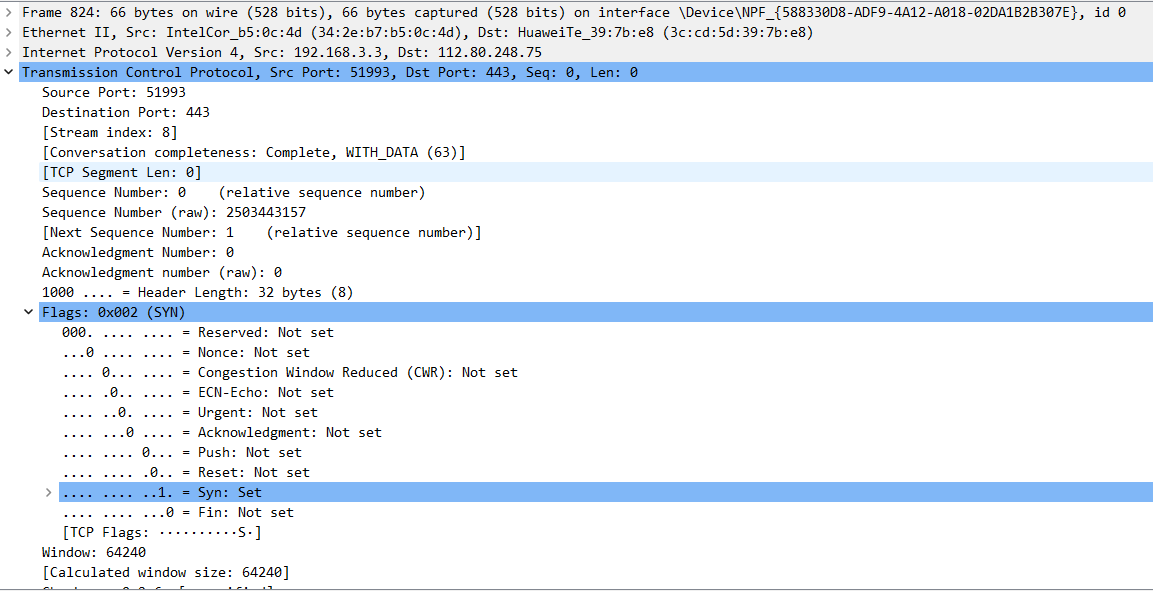 Frame 824: 66 bytes on wire (528 bits), 66 bytes captured (528 bits) on interface \Device\NPF_{588330D8-ADF9-4A12-A018-02DA1B2B307E}, id 0
Ethernet II, Src: IntelCor_b5:0c:4d (34:2e:b7:b5:0c:4d), Dst: HuaweiTe_39:7b:e8 (3c:cd:5d:39:7b:e8)
Internet Protocol Version 4, Src: 192.168.3.3, Dst: 112.80.248.75
Transmission Control Protocol, Src Port: 51993, Dst Port: 443, Seq: 0, Len: 0
Source Port: 51993
Destination Port: 443
[Stream index: 8]
[Conversation completeness: Complete, WITH_DATA (63)]
[TCP Segment Len: 0]
Sequence Number: 0    (relative sequence number)
Sequence Number (raw): 2503443157
[Next Sequence Number: 1    (relative sequence number)]
Acknowledgment Number: 0
Acknowledgment number (raw): 0
1000 .... = Header Length: 32 bytes (8)
Flags: 0x002 (SYN)
000. .... .... = Reserved: Not set
...0 .... .... = Nonce: Not set
.... 0... .... = Congestion Window Reduced (CWR): Not set
.... .0.. .... = ECN-Echo: Not set
.... ..0. .... = Urgent: Not set
.... ...0 .... = Acknowledgment: Not set
.... .... 0... = Push: Not set
.... .... .0.. = Reset: Not set
.... .... ..1. = Syn: Set
.... .... ...0 = Fin: Not set
[TCP Flags: ··········S·]
Window: 64240
[Calculated window size: 64240]